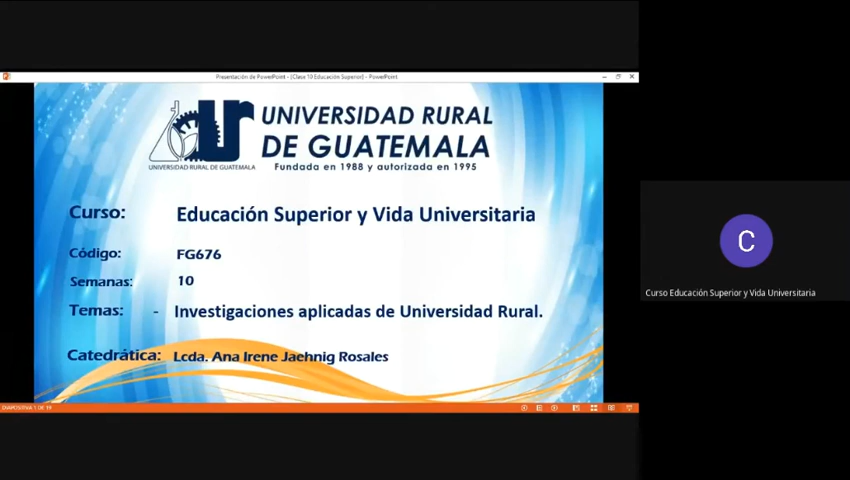 Presentación de PowerPoint - [Clase 10 Educación Superior] - PowerPoint
UNIVERSIDAD RURAL
DE GUATEMALA
Fundada en 1988 y autorizada en 1995
ur
UNIVERSIDAD RURAL DE GUATEMALA
Curso: Educación Superior y Vida Universitaria
Código: FG676
Semanas: 10
Temas: - Investigaciones aplicadas de Universidad Rural.
Catedrática: Lcda. Ana Irene Jaehnig Rosales
DIAPOSITIVA 1 DE 19
C
Curso Educación Superior y Vida Universitaria